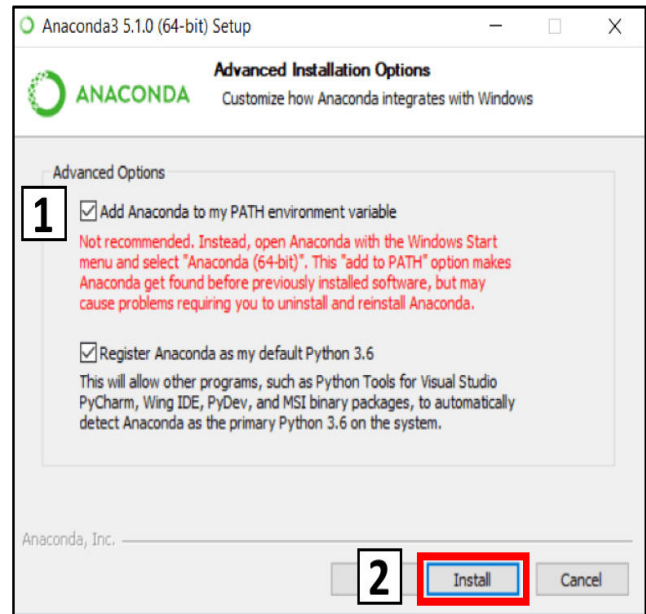 Anaconda3 5.1.0 (64-bit) Setup
ANACONDA
Advanced Installation Options
Customize how Anaconda integrates with Windows
Advanced Options
1
Add Anaconda to my PATH environment variable
Not recommended. Instead, open Anaconda with the Windows Start
menu and select "Anaconda (64-bit)". This "add to PATH" option makes
Anaconda get found before previously installed software, but may
cause problems requiring you to uninstall and reinstall Anaconda.
Register Anaconda as my default Python 3.6
This will allow other programs, such as Python Tools for Visual Studio
PyCharm, Wing IDE, PyDev, and MSI binary packages, to automatically
detect Anaconda as the primary Python 3.6 on the system.
Anaconda, Inc.
2
Install
Cancel